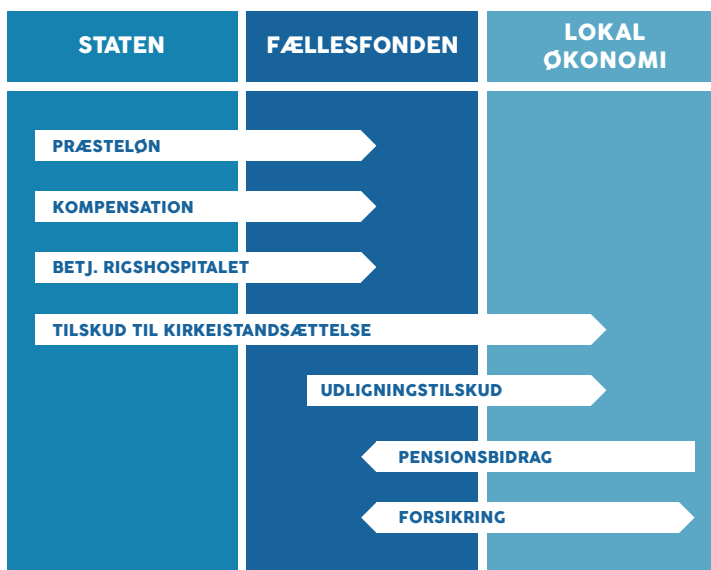 STATEN
FÆLLESFONDEN
LOKAL
ØKONOMI
PRÆSTELØN
KOMPENSATION
BETJ. RIGSHOSPITALET
TILSKUD TIL KIRKEISTANDSÆTTELSE
UDLIGNINGSTILSKUD
PENSIONSBIDRAG
FORSIKRING